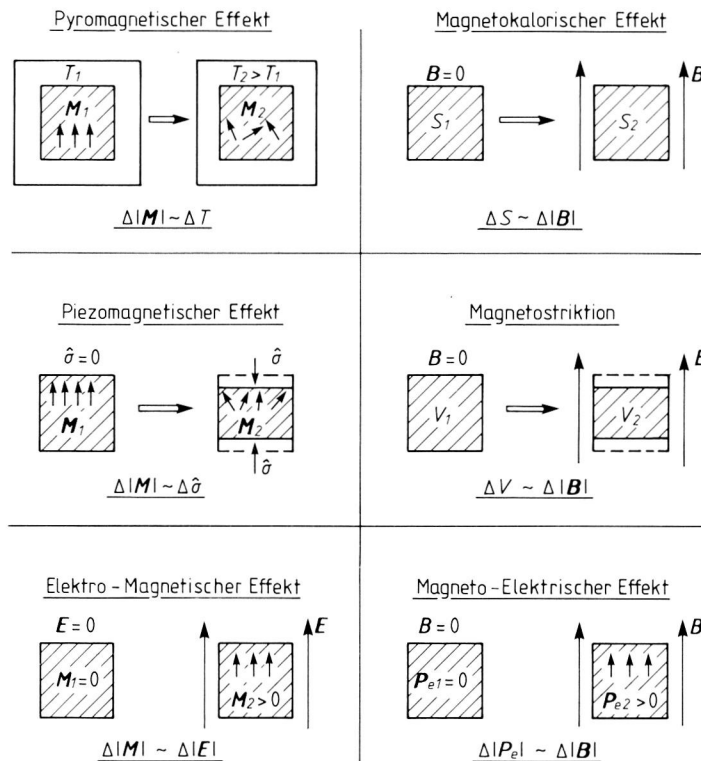 Pyromagnetischer Effekt
T₁
M₁
T₂ > T₁
M₂
Δ|M| ~ ΔT
Magnetokalorischer Effekt
B = 0
S₁
B
S₂
ΔS ~ Δ|B|
Piezomagnetischer Effekt
σ̂ = 0
M₁
σ̂
M₂
σ̂
Δ|M| ~ Δσ̂
Magnetostriktion
B = 0
V₁
B
V₂
ΔV ~ Δ|B|
Elektro - Magnetischer Effekt
E = 0
M₁ = 0
E
M₂ > 0
Δ|M| ~ Δ|E|
Magneto - Elektrischer Effekt
B = 0
Pₑ₁ = 0
B
Pₑ₂ > 0
Δ|Pₑ| ~ Δ|B|